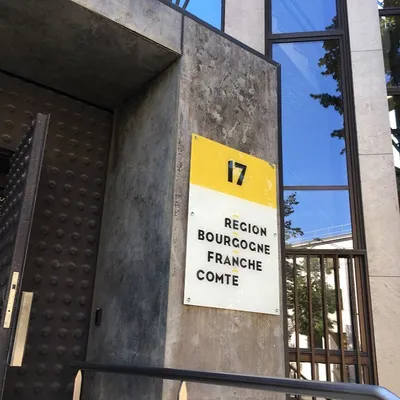 17
REGION
BOURGOGNE
FRANCHE
COMTE